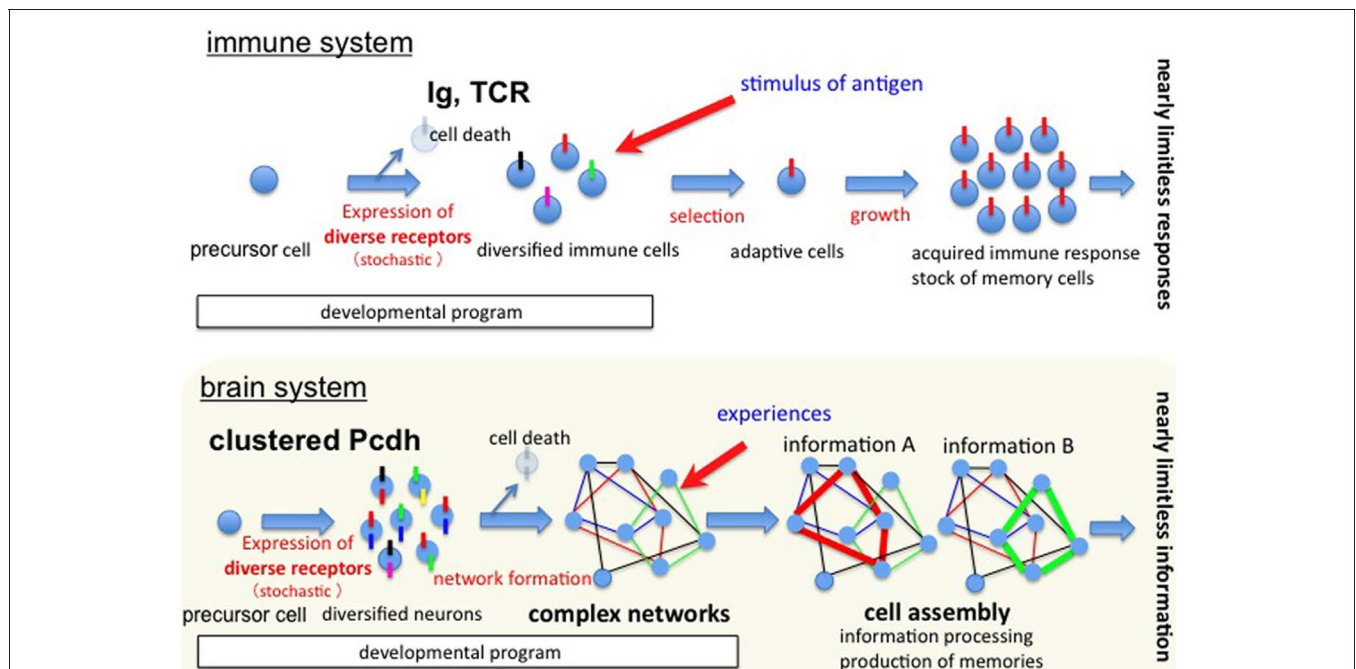 immune system
Ig, TCR
stimulus of antigen
cell death
Expression of
diverse receptors
(stochastic )
selection
growth
precursor cell
diversified immune cells
adaptive cells
acquired immune response
stock of memory cells
nearly limitless responses
developmental program
brain system
clustered Pcdh
cell death
experiences
information A
information B
Expression of
diverse receptors
(stochastic )
network formation
precursor cell
diversified neurons
complex networks
cell assembly
information processing
production of memories
nearly limitless information
developmental program